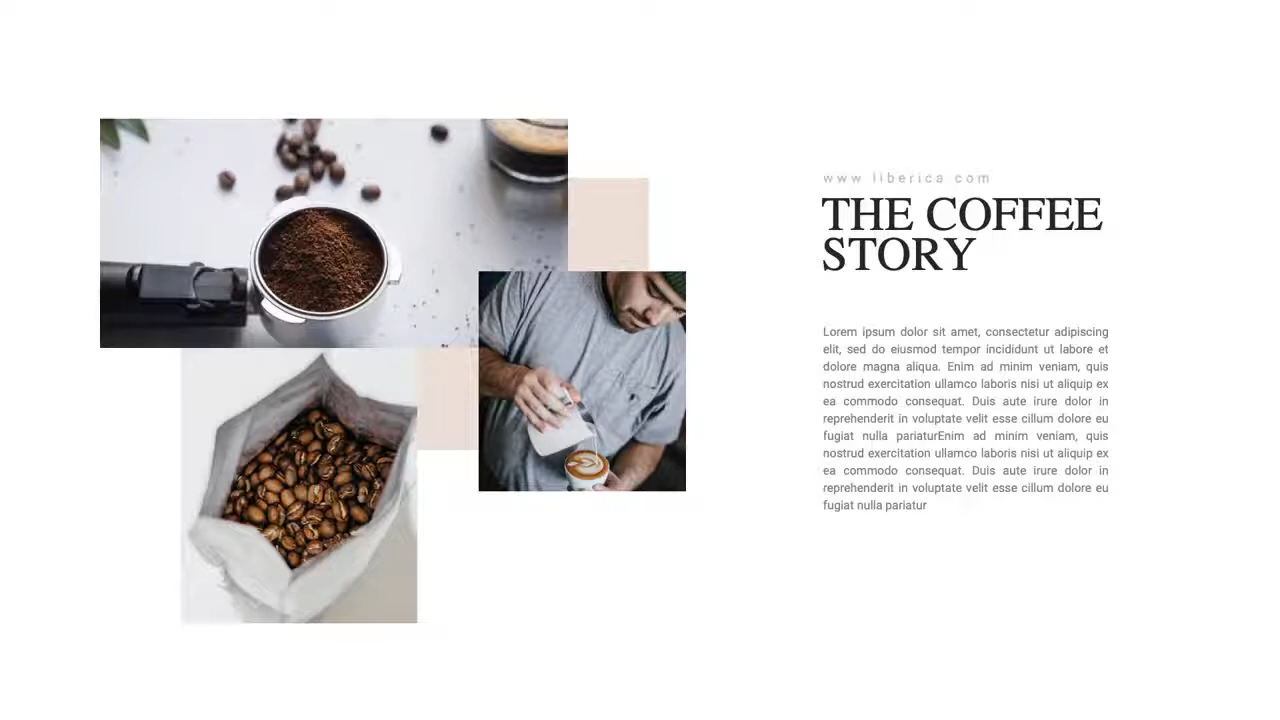 www liberica com
THE COFFEE
STORY
Lorem ipsum dolor sit amet, consectetur adipiscing
elit, sed do eiusmod tempor incididunt ut labore et
dolore magna aliqua. Enim ad minim veniam, quis
nostrud exercitation ullamco laboris nisi ut aliquip ex
ea commodo consequat. Duis aute irure dolor in
reprehenderit in voluptate velit esse cillum dolore eu
fugiat nulla pariaturEnim ad minim veniam, quis
nostrud exercitation ullamco laboris nisi ut aliquip ex
ea commodo consequat. Duis aute irure dolor in
reprehenderit in voluptate velit esse cillum dolore eu
fugiat nulla pariatur